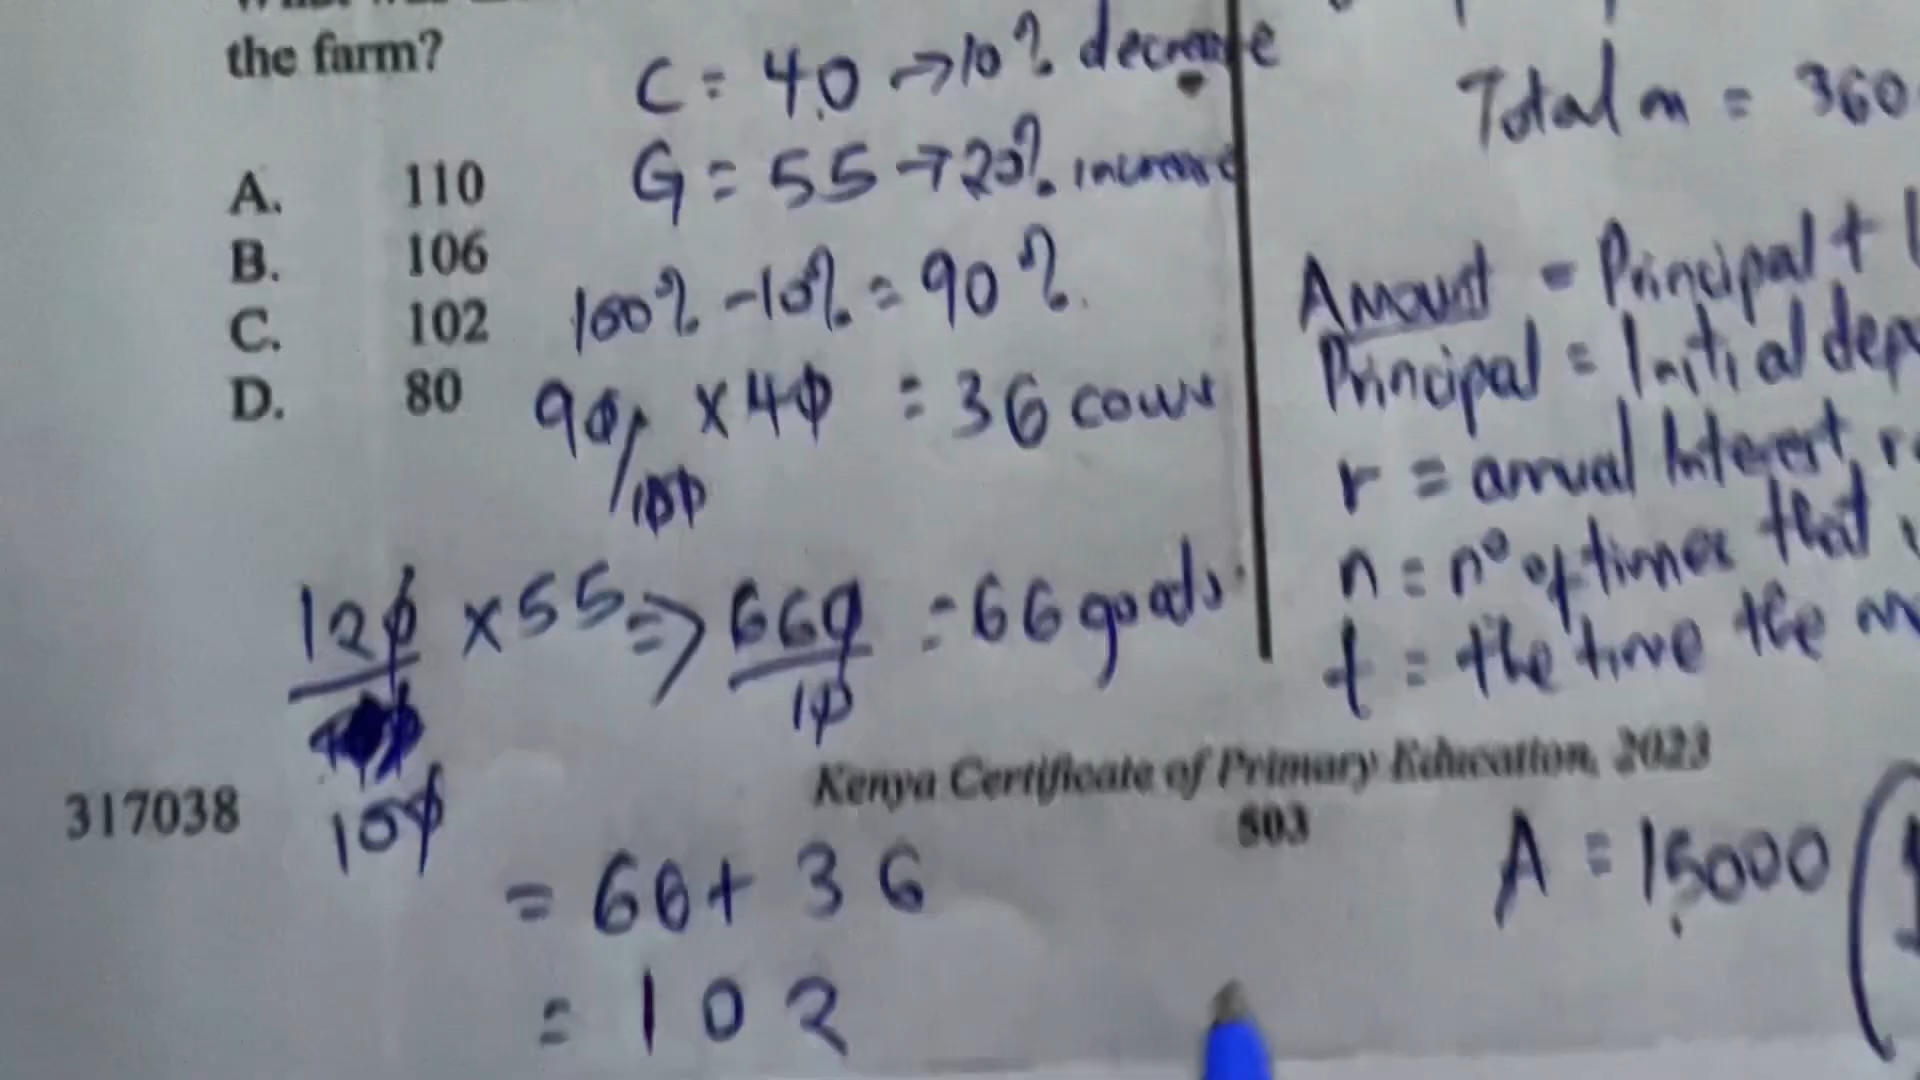 the farm?
A. 110
B. 106
C. 102
D. 80
C = 40 → 10% decrease
G = 55 → 20% increase
100% - 10% = 90%
90/100 x 40 = 36 cows
120/100 x 55 => 660/10 = 66 goats
= 66 + 36
= 102
317038
Kenya Certificate of Primary Education, 2023
503
Total m = 360
Amount = Principal +
Principal = Initial
r = annual Interest
n = nº of times that
t = the time the
A = 15000 (